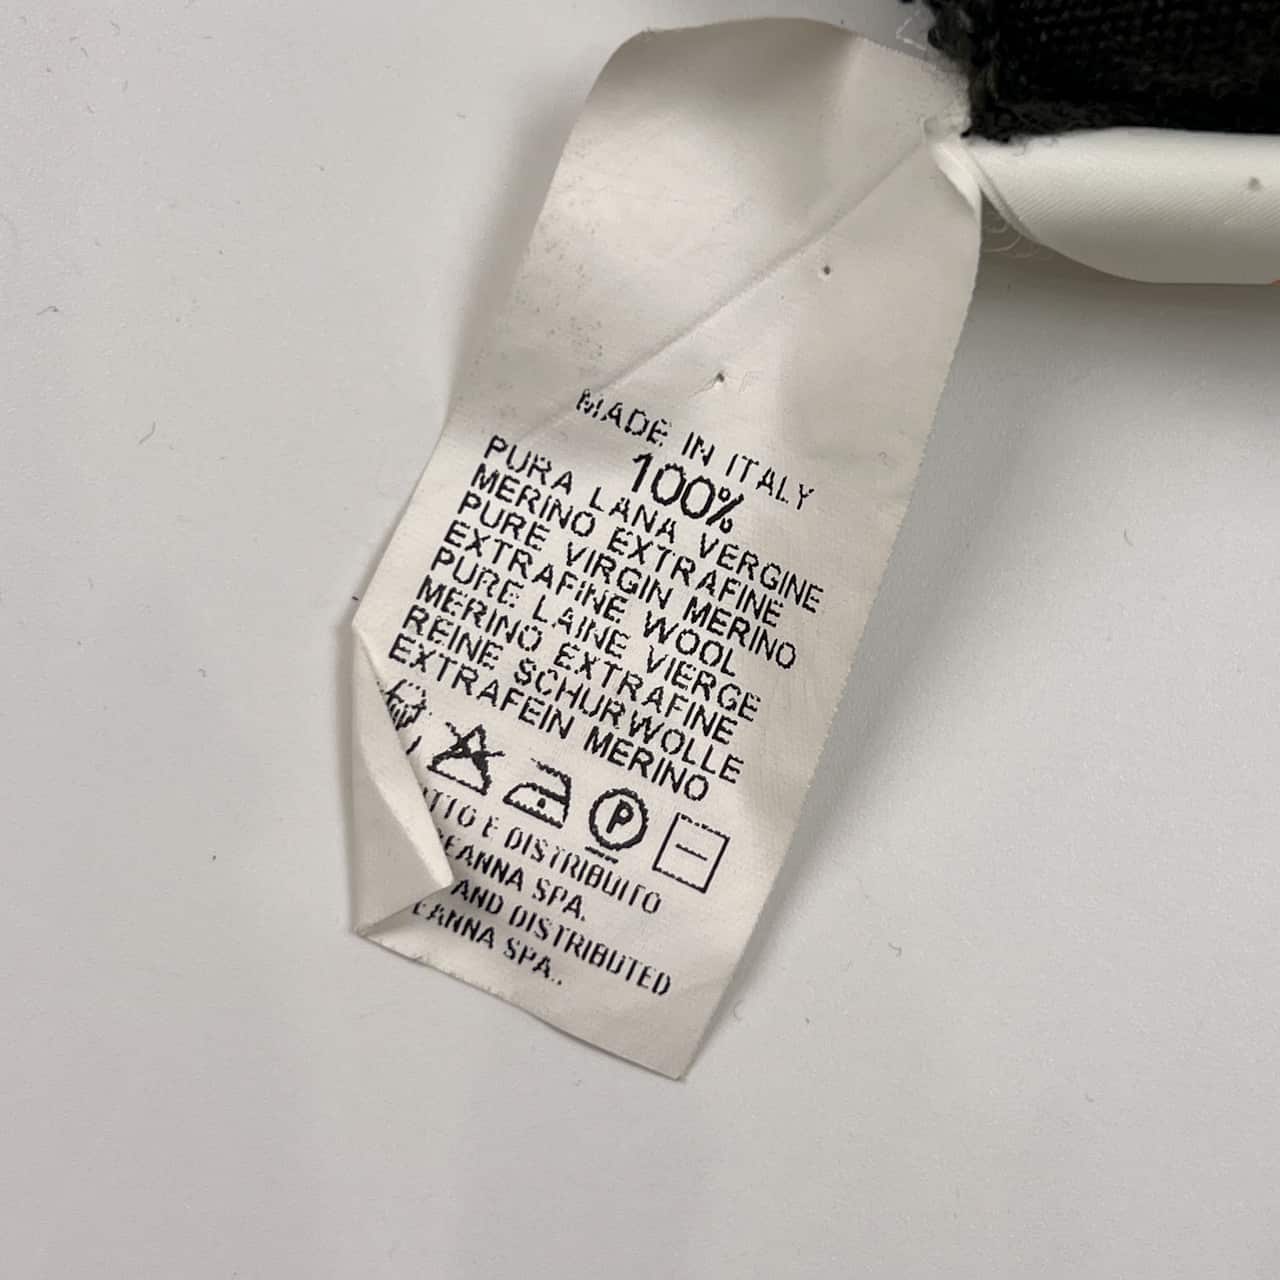 MADE IN ITALY
100%
PURA LANA VERGINE
MERINO EXTRAFINE
PURE VIRGIN MERINO
EXTRAFINE WOOL
PURE LAINE VIERGE
MERINO EXTRAFINE
REINE SCHURWOLLE
EXTRAFEIN MERINO
P
E DISTRIBUITO
SPA.
AND DISTRIBUTED
SPA..